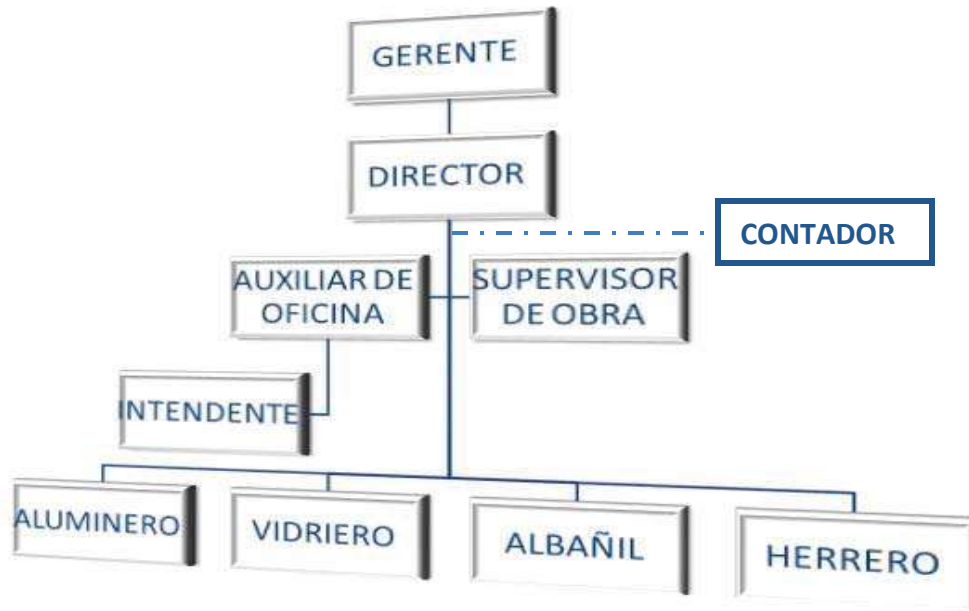 GERENTE
DIRECTOR
CONTADOR
AUXILIAR DE
OFICINA
SUPERVISOR
DE OBRA
INTENDENTE
ALUMINERO
VIDRIERO
ALBAÑIL
HERRERO